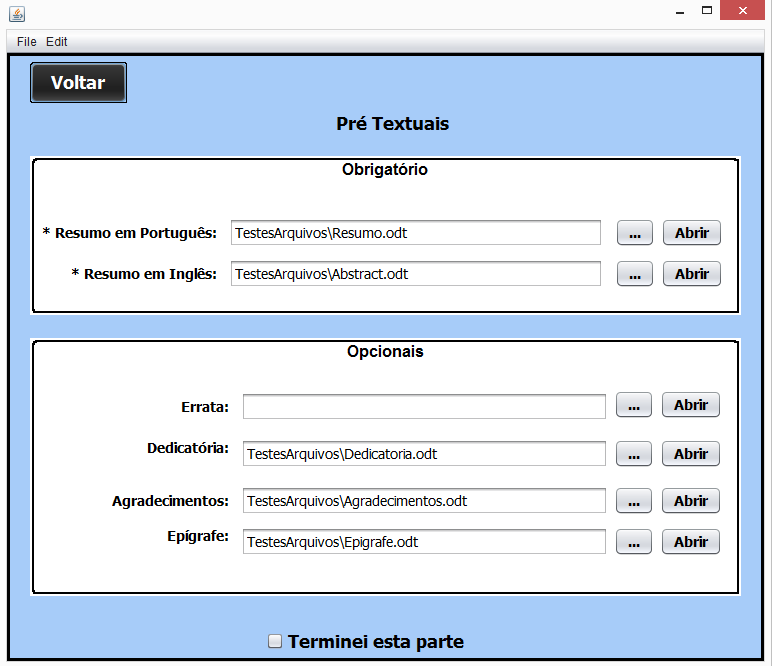 File Edit
Voltar
Pré Textuais
Obrigatório
* Resumo em Português: TestesArquivos\Resumo.odt ... Abrir
* Resumo em Inglês: TestesArquivos\Abstract.odt ... Abrir
Opcionais
Errata: ... Abrir
Dedicatória: TestesArquivos\Dedicatoria.odt ... Abrir
Agradecimentos: TestesArquivos\Agradecimentos.odt ... Abrir
Epígrafe: TestesArquivos\Epigrafe.odt ... Abrir
Terminei esta parte